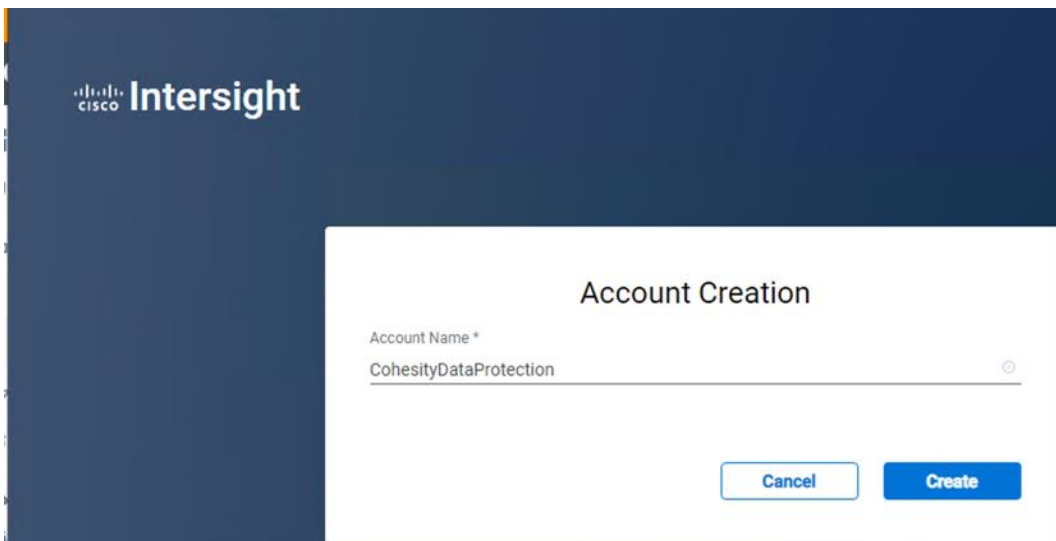 cisco Intersight
Account Creation
Account Name *
CohesityDataProtection
Cancel Create